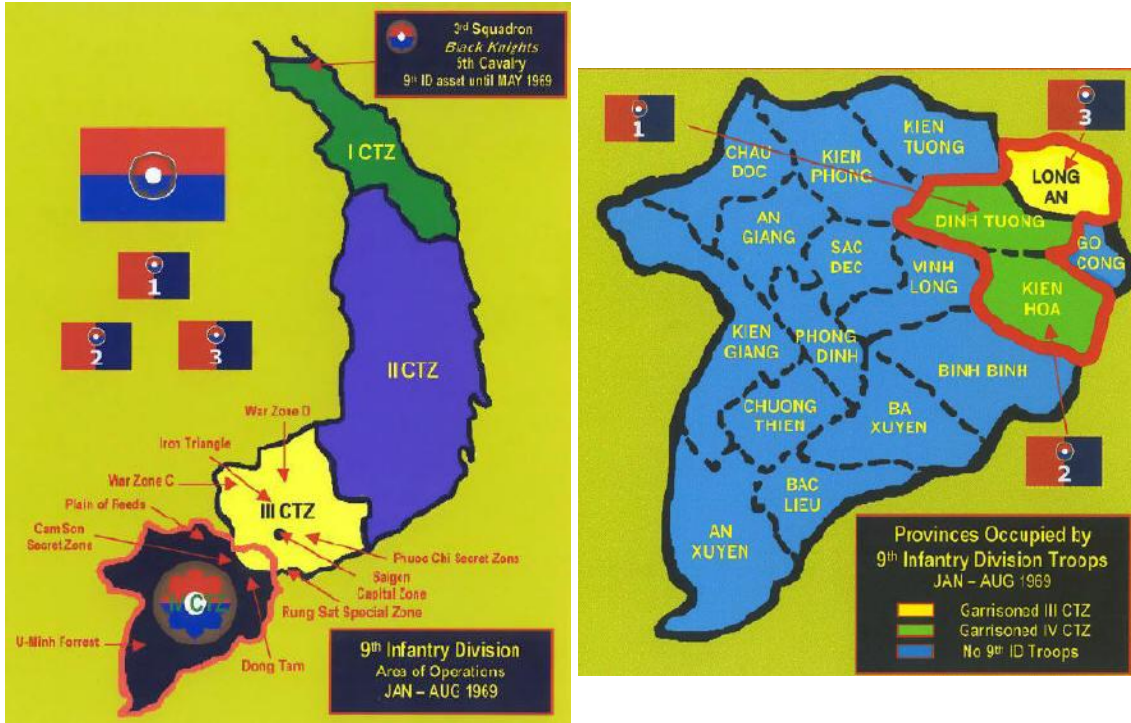 3rd Squadron
Black Knights
5th Cavalry
9th ID asset until MAY 1969
I CTZ
1
2
3
II CTZ
War Zone D
Iron Triangle
War Zone C
III CTZ
Plain of Reeds
Cam Son
Secret Zone
Phuoc Chi Secret Zone
Saigon
Capital Zone
Rung Sat Special Zone
IV CTZ
U-Minh Forrest
Dong Tam
9th Infantry Division
Area of Operations
JAN – AUG 1969
1
3
KIEN
TUONG
CHAU
DOC
KIEN
PHONG
LONG
AN
DINH TUONG
AN
GIANG
SAC
DEC
GO
CONG
VINH
LONG
KIEN
HOA
KIEN
GIANG
PHONG
DINH
BINH BINH
CHUONG
THIEN
BA
XUYEN
2
BAC
LIEU
AN
XUYEN
Provinces Occupied by
9th Infantry Division Troops
JAN – AUG 1969
Garrisoned III CTZ
Garrisoned IV CTZ
No 9th ID Troops